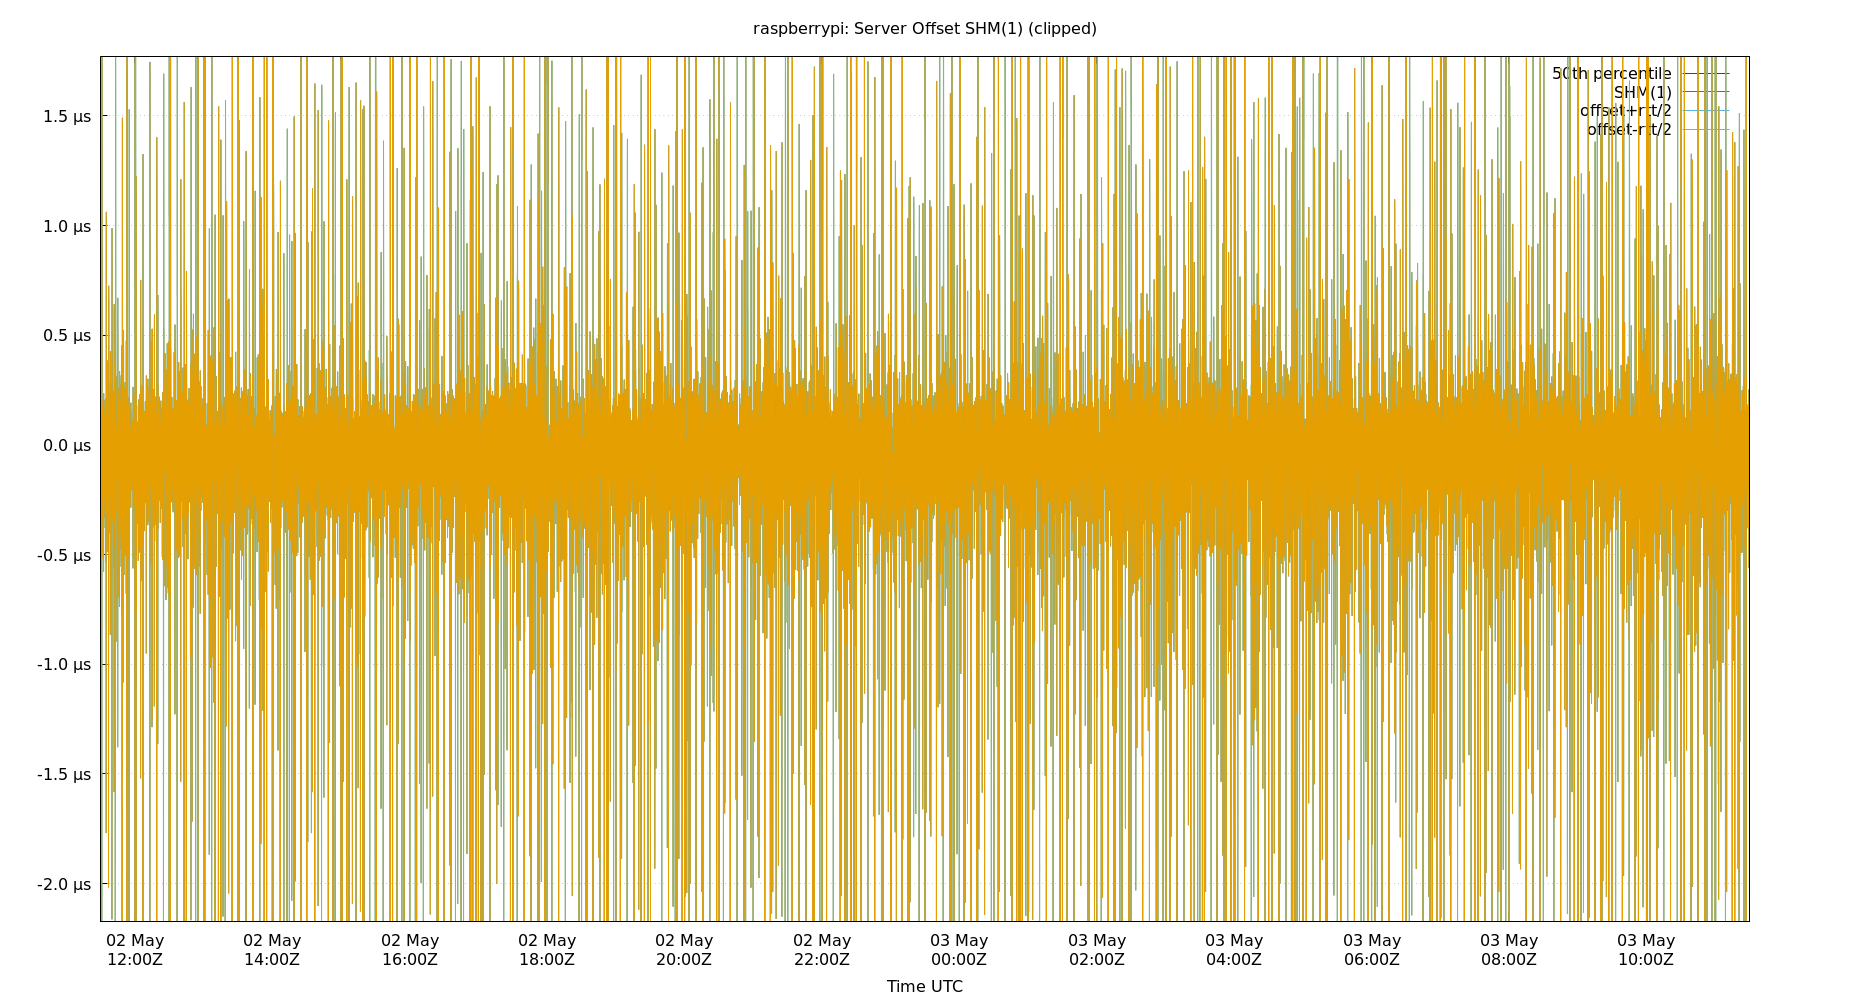 raspberrypi: Server Offset SHM(1) (clipped)
50th percentile
SHM(1)
offset+rtt/2
offset-rtt/2
1.5 µs
1.0 µs
0.5 µs
0.0 µs
-0.5 µs
-1.0 µs
-1.5 µs
-2.0 µs
02 May 02 May 02 May 02 May 02 May 02 May 03 May 03 May 03 May 03 May 03 May 03 May
12:00Z 14:00Z 16:00Z 18:00Z 20:00Z 22:00Z 00:00Z 02:00Z 04:00Z 06:00Z 08:00Z 10:00Z
Time UTC